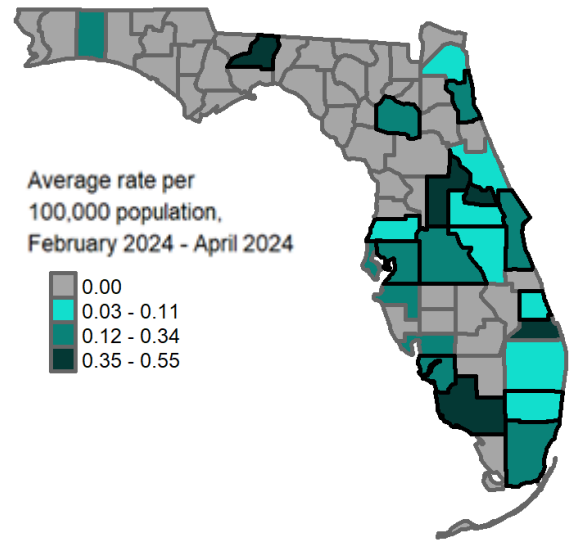 Average rate per
100,000 population,
February 2024 - April 2024
0.00
0.03 - 0.11
0.12 - 0.34
0.35 - 0.55